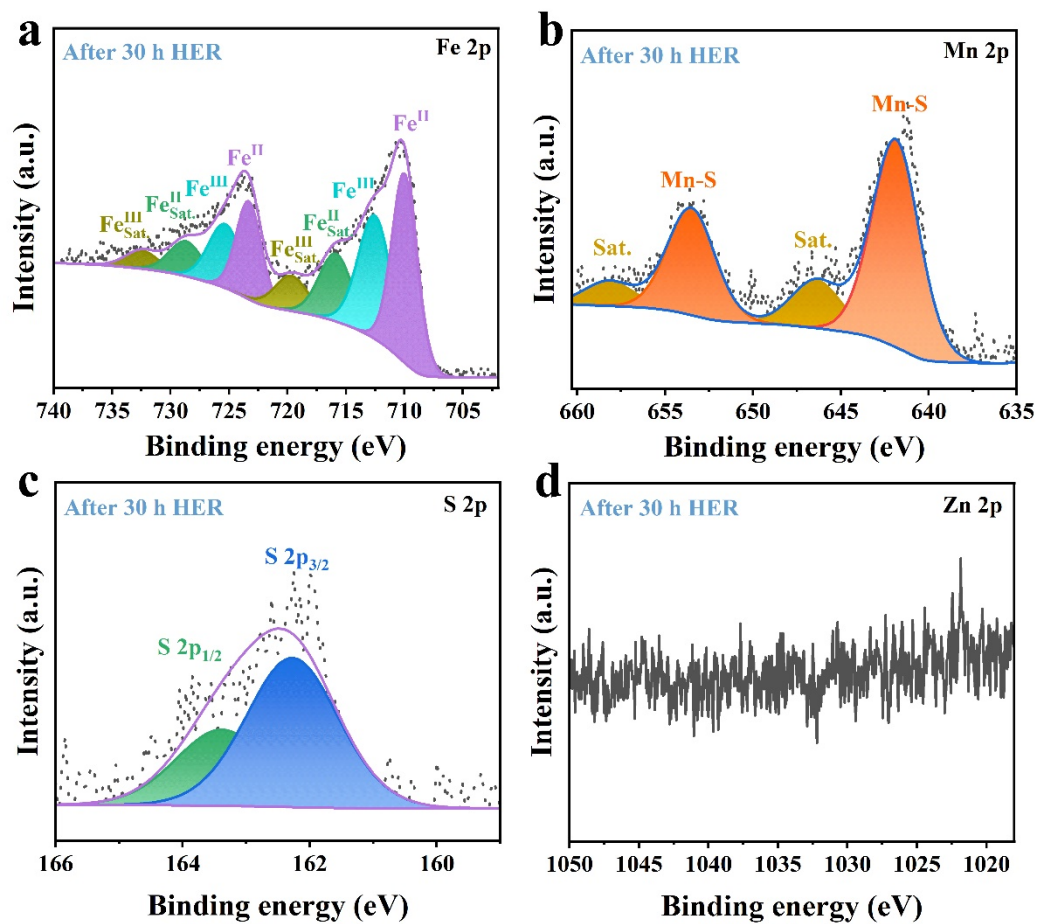 a
After 30 h HER
Fe 2p
Fe^II
Fe^III
Fe^II_Sat.
Fe^III_Sat.
Fe^II
Fe^III
Fe^II_Sat.
Fe^III_Sat.
Intensity (a.u.)
740 735 730 725 720 715 710 705
Binding energy (eV)
b
After 30 h HER
Mn 2p
Mn-S
Mn-S
Sat.
Sat.
Intensity (a.u.)
660 655 650 645 640 635
Binding energy (eV)
c
After 30 h HER
S 2p
S 2p3/2
S 2p1/2
Intensity (a.u.)
166 164 162 160
Binding energy (eV)
d
After 30 h HER
Zn 2p
Intensity (a.u.)
1050 1045 1040 1035 1030 1025 1020
Binding energy (eV)